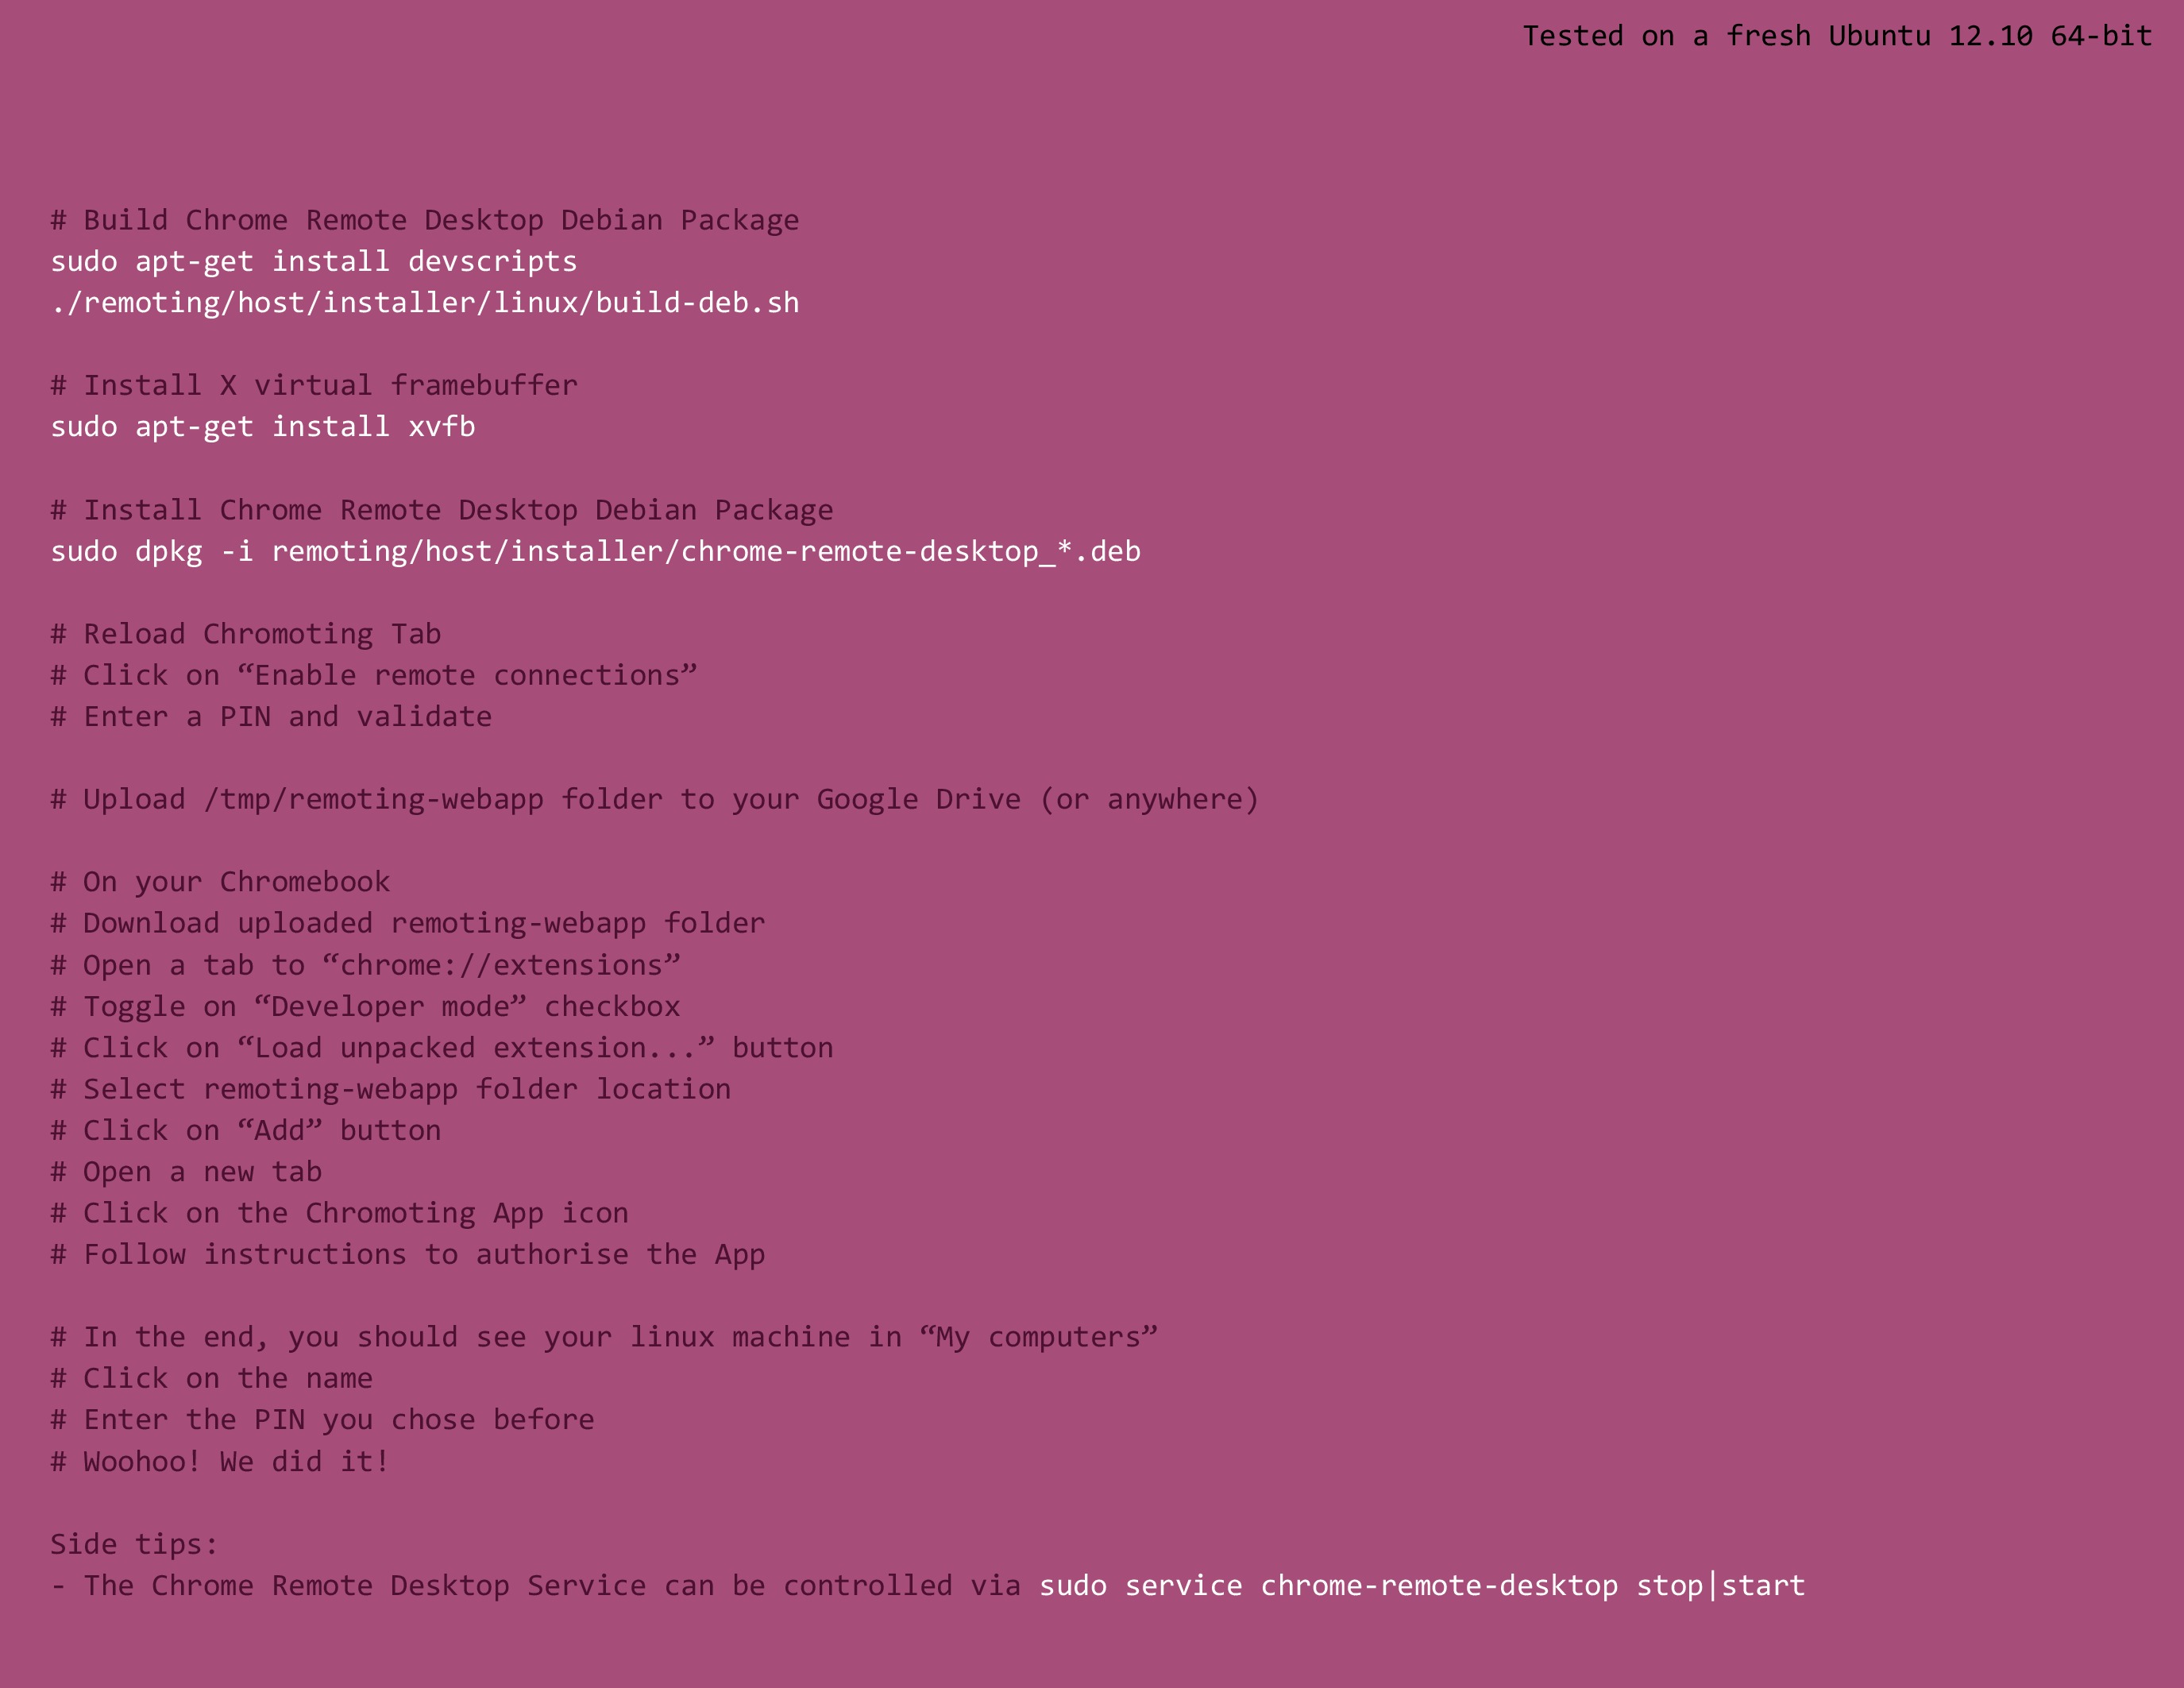 Tested on a fresh Ubuntu 12.10 64-bit
# Build Chrome Remote Desktop Debian Package
sudo apt-get install devscripts
./remoting/host/installer/linux/build-deb.sh
# Install X virtual framebuffer
sudo apt-get install xvfb
# Install Chrome Remote Desktop Debian Package
sudo dpkg -i remoting/host/installer/chrome-remote-desktop_*.deb
# Reload Chromoting Tab
# Click on “Enable remote connections”
# Enter a PIN and validate
# Upload /tmp/remoting-webapp folder to your Google Drive (or anywhere)
# On your Chromebook
# Download uploaded remoting-webapp folder
# Open a tab to “chrome://extensions”
# Toggle on “Developer mode” checkbox
# Click on “Load unpacked extension...” button
# Select remoting-webapp folder location
# Click on “Add” button
# Open a new tab
# Click on the Chromoting App icon
# Follow instructions to authorise the App
# In the end, you should see your linux machine in “My computers”
# Click on the name
# Enter the PIN you chose before
# Woohoo! We did it!
Side tips:
- The Chrome Remote Desktop Service can be controlled via sudo service chrome-remote-desktop stop|start